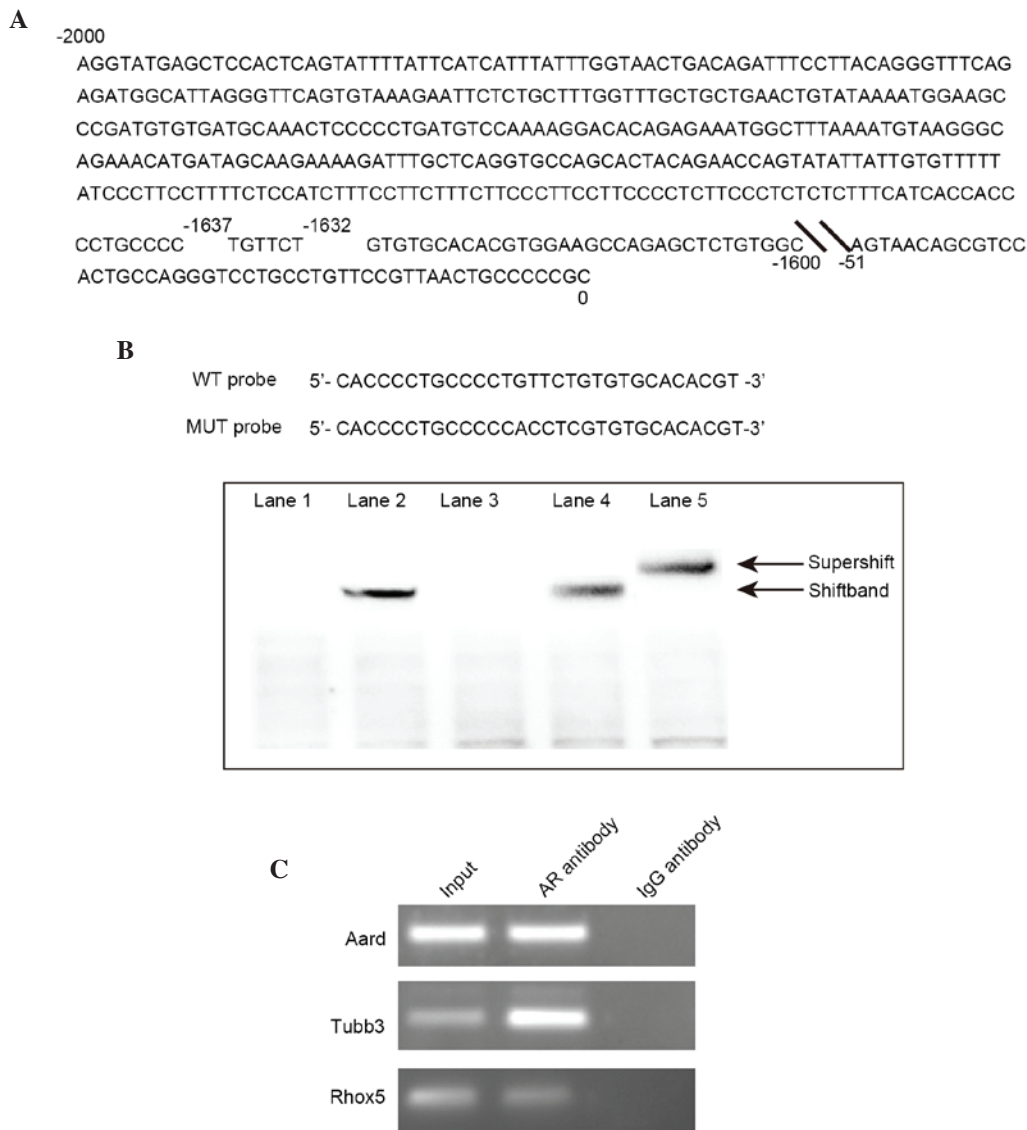 A
-2000
AGGTATGAGCTCCACTCAGTATTTTATTCATCATTTATTTGGTAACTGACAGATTTCCTTACAGGGTTTCAG
AGATGGCATTAGGGTTCAGTGTAAAGAATTCTCTGCTTTGGTTTGCTGCTGAACTGTATAAAATGGAAGC
CCGATGTGTGATGCAAACTCCCCCTGATGTCCAAAAGGACACAGAGAAATGGCTTTAAAATGTAAGGGC
AGAAACATGATAGCAAGAAAAGATTTGCTCAGGTGCCAGCACTACAGAACCAGTATATTATTGTGTTTTT
ATCCCTTCCTTTTCTCCATCTTTCCTTCTTTCTTCCCTTCCTTCCCCTCTTCCCTCTCTCTTTCATCACCACC
CCTGCCCC -1637 TGTTCT -1632 GTGTGCACACGTGGAAGCCAGAGCTCTGTGGC -1600 -51 AGTAACAGCGTCC
ACTGCCAGGGTCCTGCCTGTTCCGTTAACTGCCCCCGC
0
B
WT probe 5'- CACCCCTGCCCCTGTTCTGTGTGCACACGT -3'
MUT probe 5'- CACCCCTGCCCCCACCTCGTGTGCACACGT-3'
Lane 1 Lane 2 Lane 3 Lane 4 Lane 5
Supershift
Shiftband
C
Input AR antibody IgG antibody
Aard
Tubb3
Rhox5